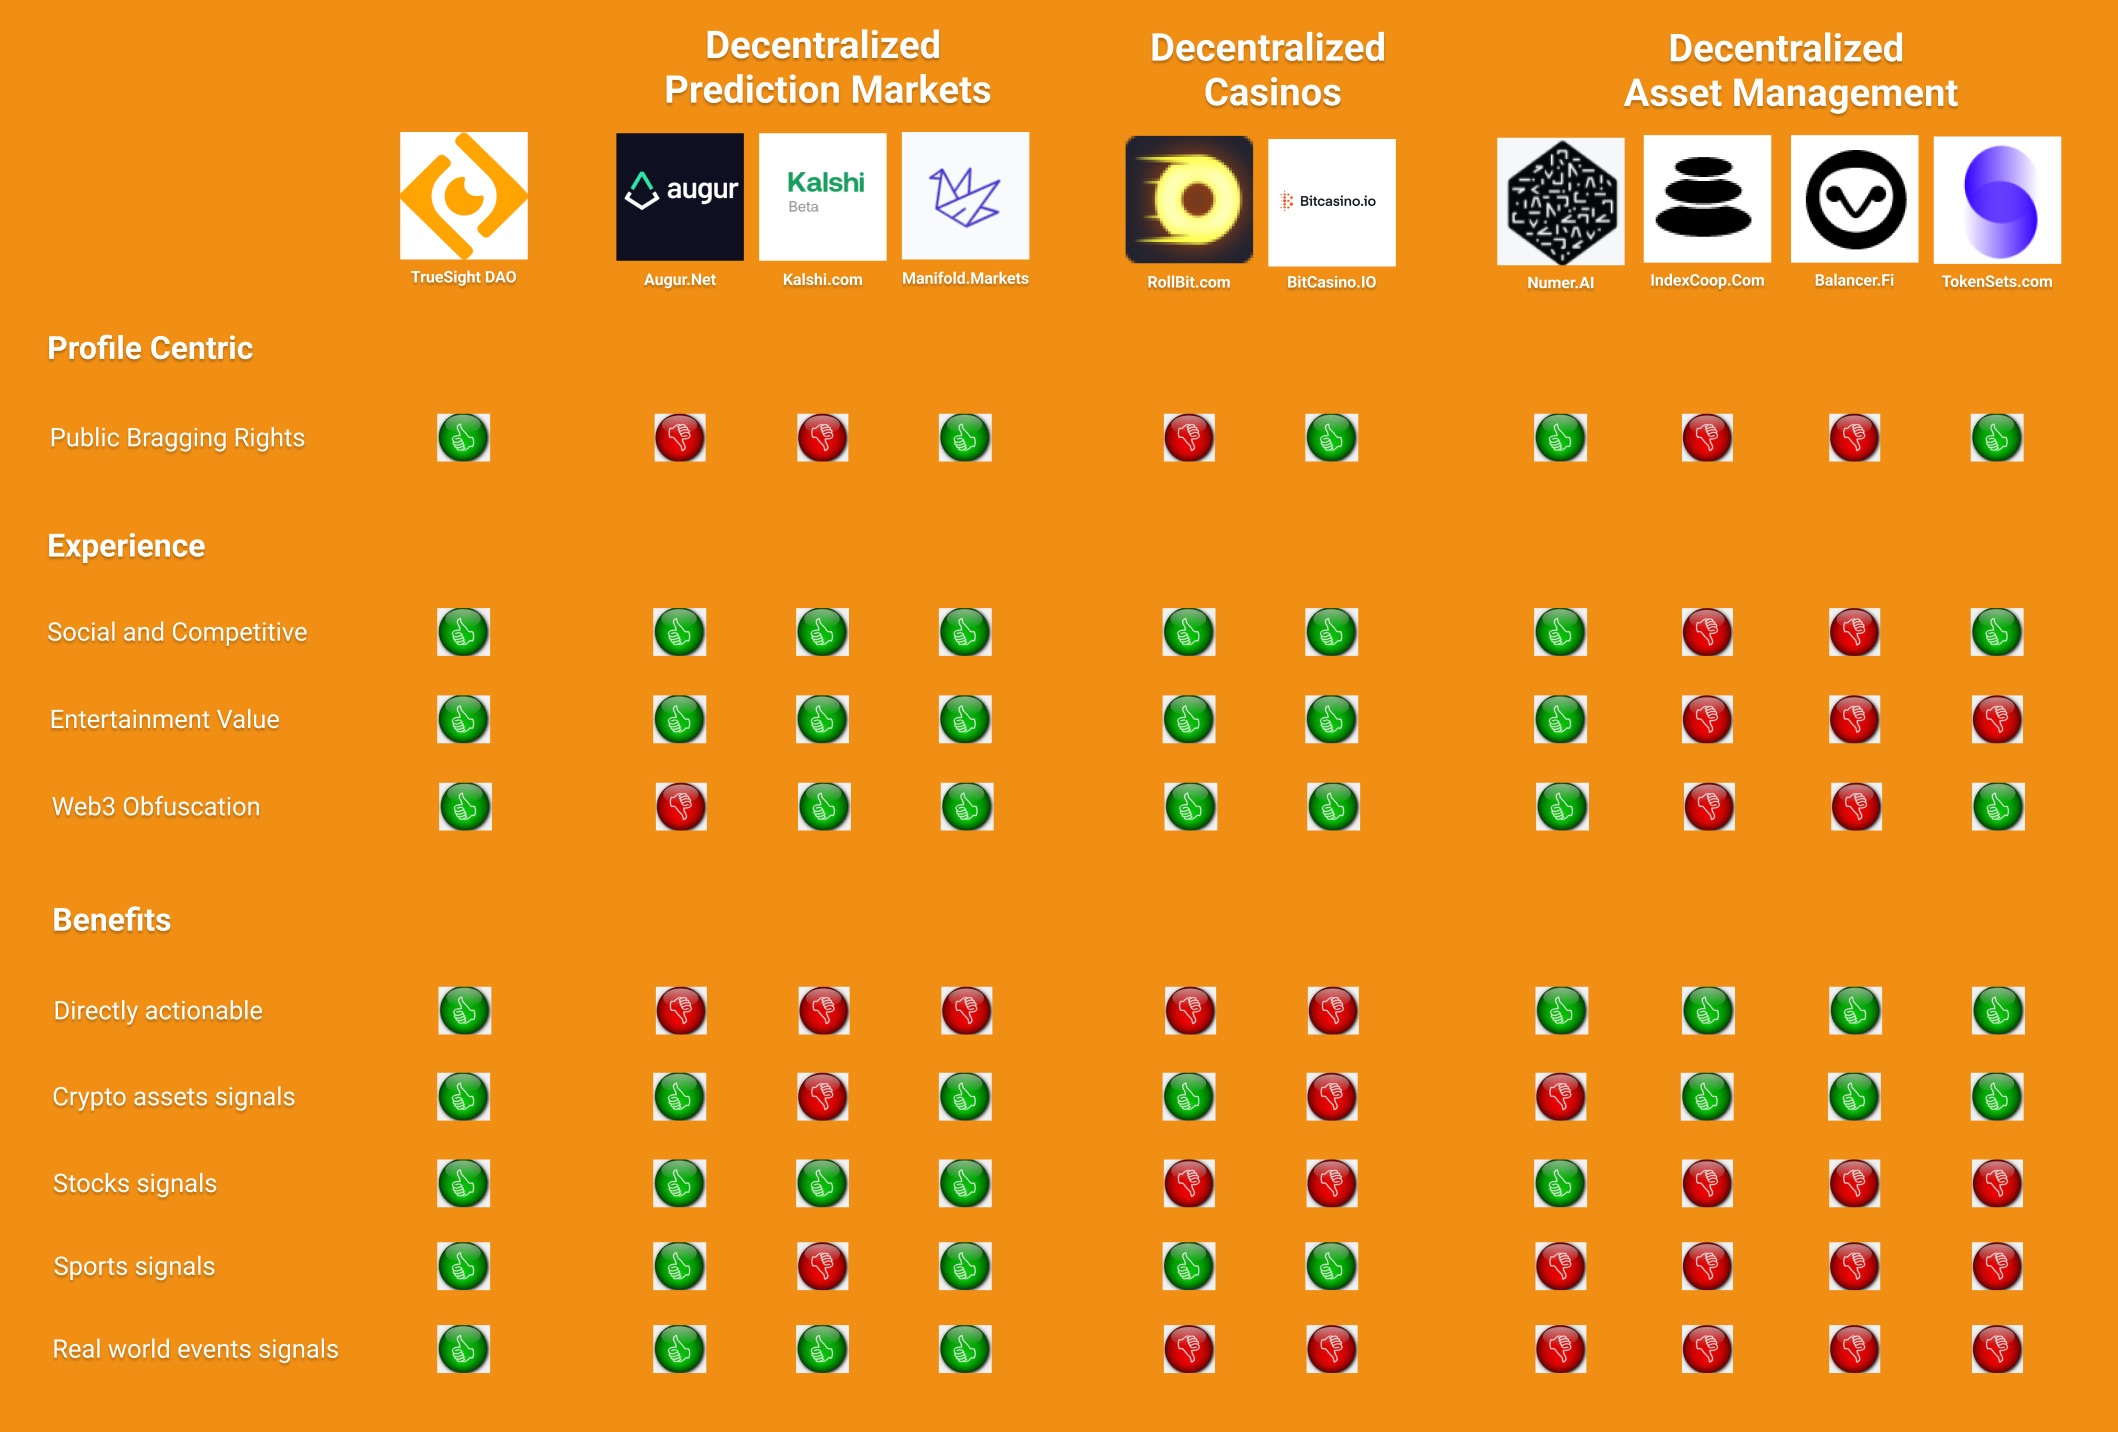 Decentralized
Prediction Markets
Decentralized
Casinos
Decentralized
Asset Management
augur
Kalshi
Beta
Bitcasino.io
TrueSight DAO
Augur.Net
Kalshi.com
Manifold.Markets
RollBit.com
BitCasino.IO
Numer.AI
IndexCoop.Com
Balancer.Fi
TokenSets.com
Profile Centric
Public Bragging Rights
Experience
Social and Competitive
Entertainment Value
Web3 Obfuscation
Benefits
Directly actionable
Crypto assets signals
Stocks signals
Sports signals
Real world events signals